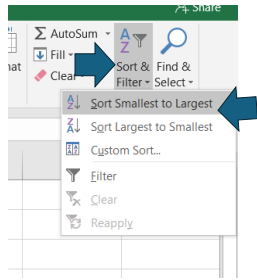 Share
AutoSum
Fill
Clear
Sort & Filter
Find & Select
Sort Smallest to Largest
Sort Largest to Smallest
Custom Sort...
Filter
Clear
Reapply